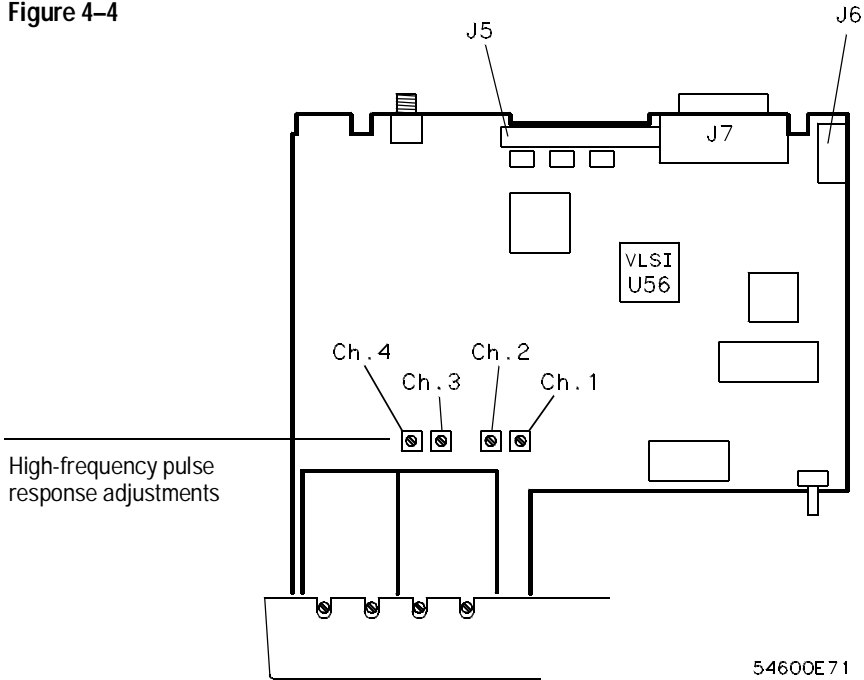 Figure 4–4
J5
J6
J7
VLSI
U56
Ch.4
Ch.2
Ch.3
Ch.1
High-frequency pulse
response adjustments
54600E71